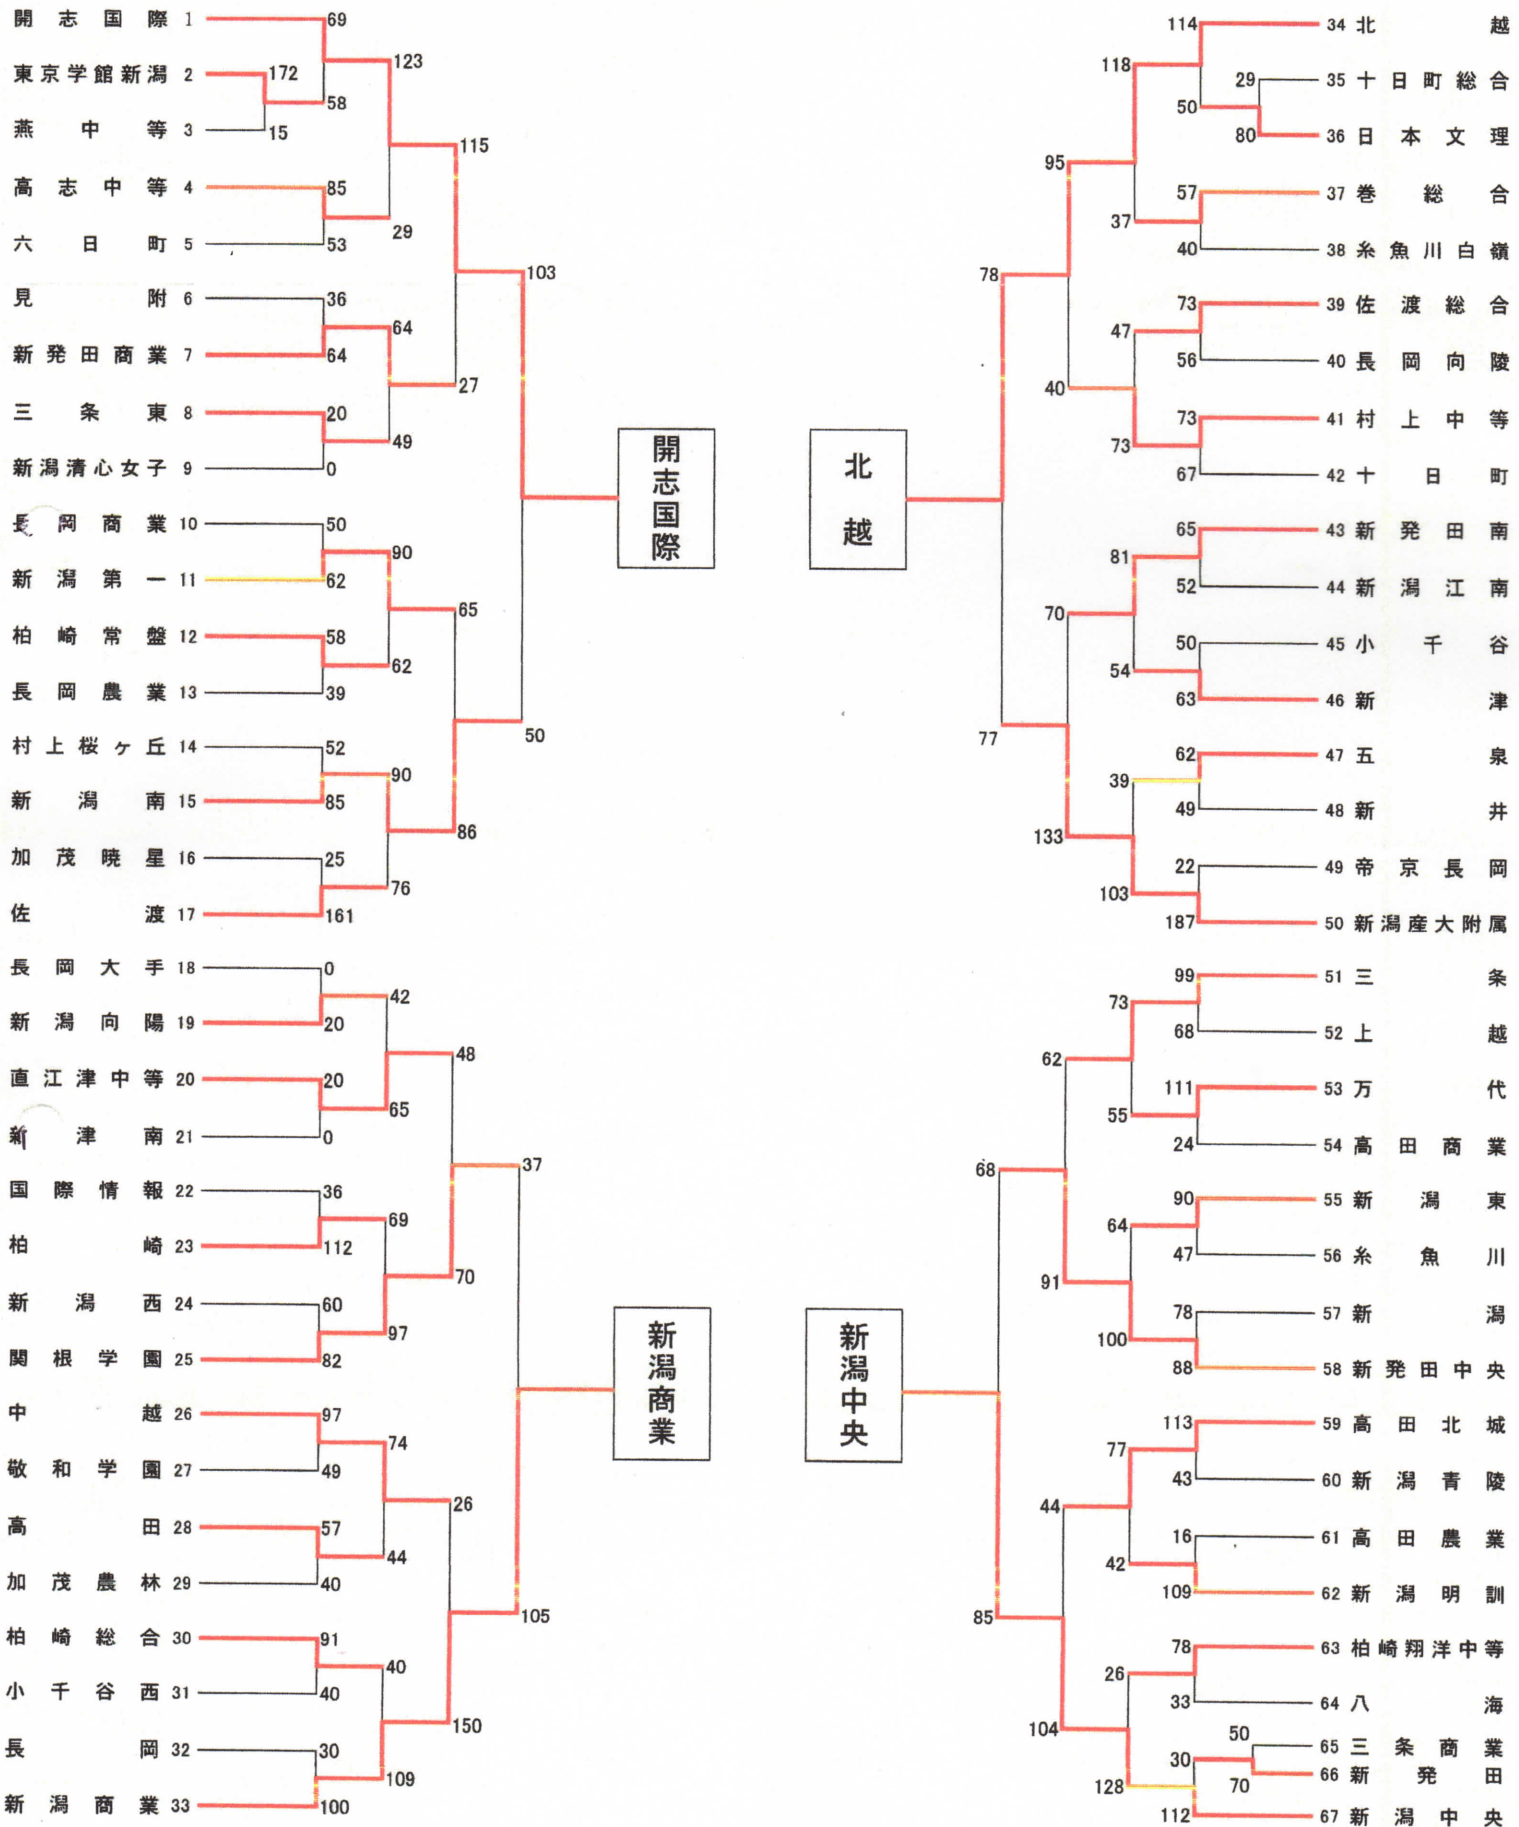 開志国際 1 69
123
東京学館新潟 2 172
58
燕中等 3 15
115
高志中等 4 85
29
六日町 5 53
103
見附 6 36
64
新発田商業 7 64
27
三条東 8 20
49
新潟清心女子 9 0
開志国際
長岡商業 10 50
90
新潟第一 11 62
65
柏崎常盤 12 58
62
長岡農業 13 39
50
村上桜ヶ丘 14 52
90
新潟南 15 85
86
加茂暁星 16 25
76
佐渡 17 161
長岡大手 18 0
42
新潟向陽 19 20
48
直江津中等 20 20
65
新津南 21 0
37
国際情報 22 36
69
柏崎 23 112
70
新潟西 24 60
97
関根学園 25 82
新潟商業
中越 26 97
74
敬和学園 27 49
26
高田 28 57
44
加茂農林 29 40
105
柏崎総合 30 91
40
小千谷西 31 40
150
長岡 32 30
109
新潟商業 33 100
114 34 北越
118
29 35 十日町総合
50
80 36 日本文理
95
57 37 巻総合
37
40 38 糸魚川白嶺
78
73 39 佐渡総合
47
56 40 長岡向陵
40
73 41 村上中等
73
67 42 十日町
北越
65 43 新発田南
81
52 44 新潟江南
70
50 45 小千谷
54
63 46 新津
77
62 47 五泉
39
49 48 新井
133
22 49 帝京長岡
103
187 50 新潟産大附属
99 51 三条
73
68 52 上越
62
111 53 万代
55
24 54 高田商業
68
90 55 新潟東
64
47 56 糸魚川
91
78 57 新潟
100
88 58 新発田中央
新潟中央
113 59 高田北城
77
43 60 新潟青陵
44
16 61 高田農業
42
109 62 新潟明訓
85
78 63 柏崎翔洋中等
26
33 64 八海
104
50 65 三条商業
30
70 66 新発田
128
112 67 新潟中央